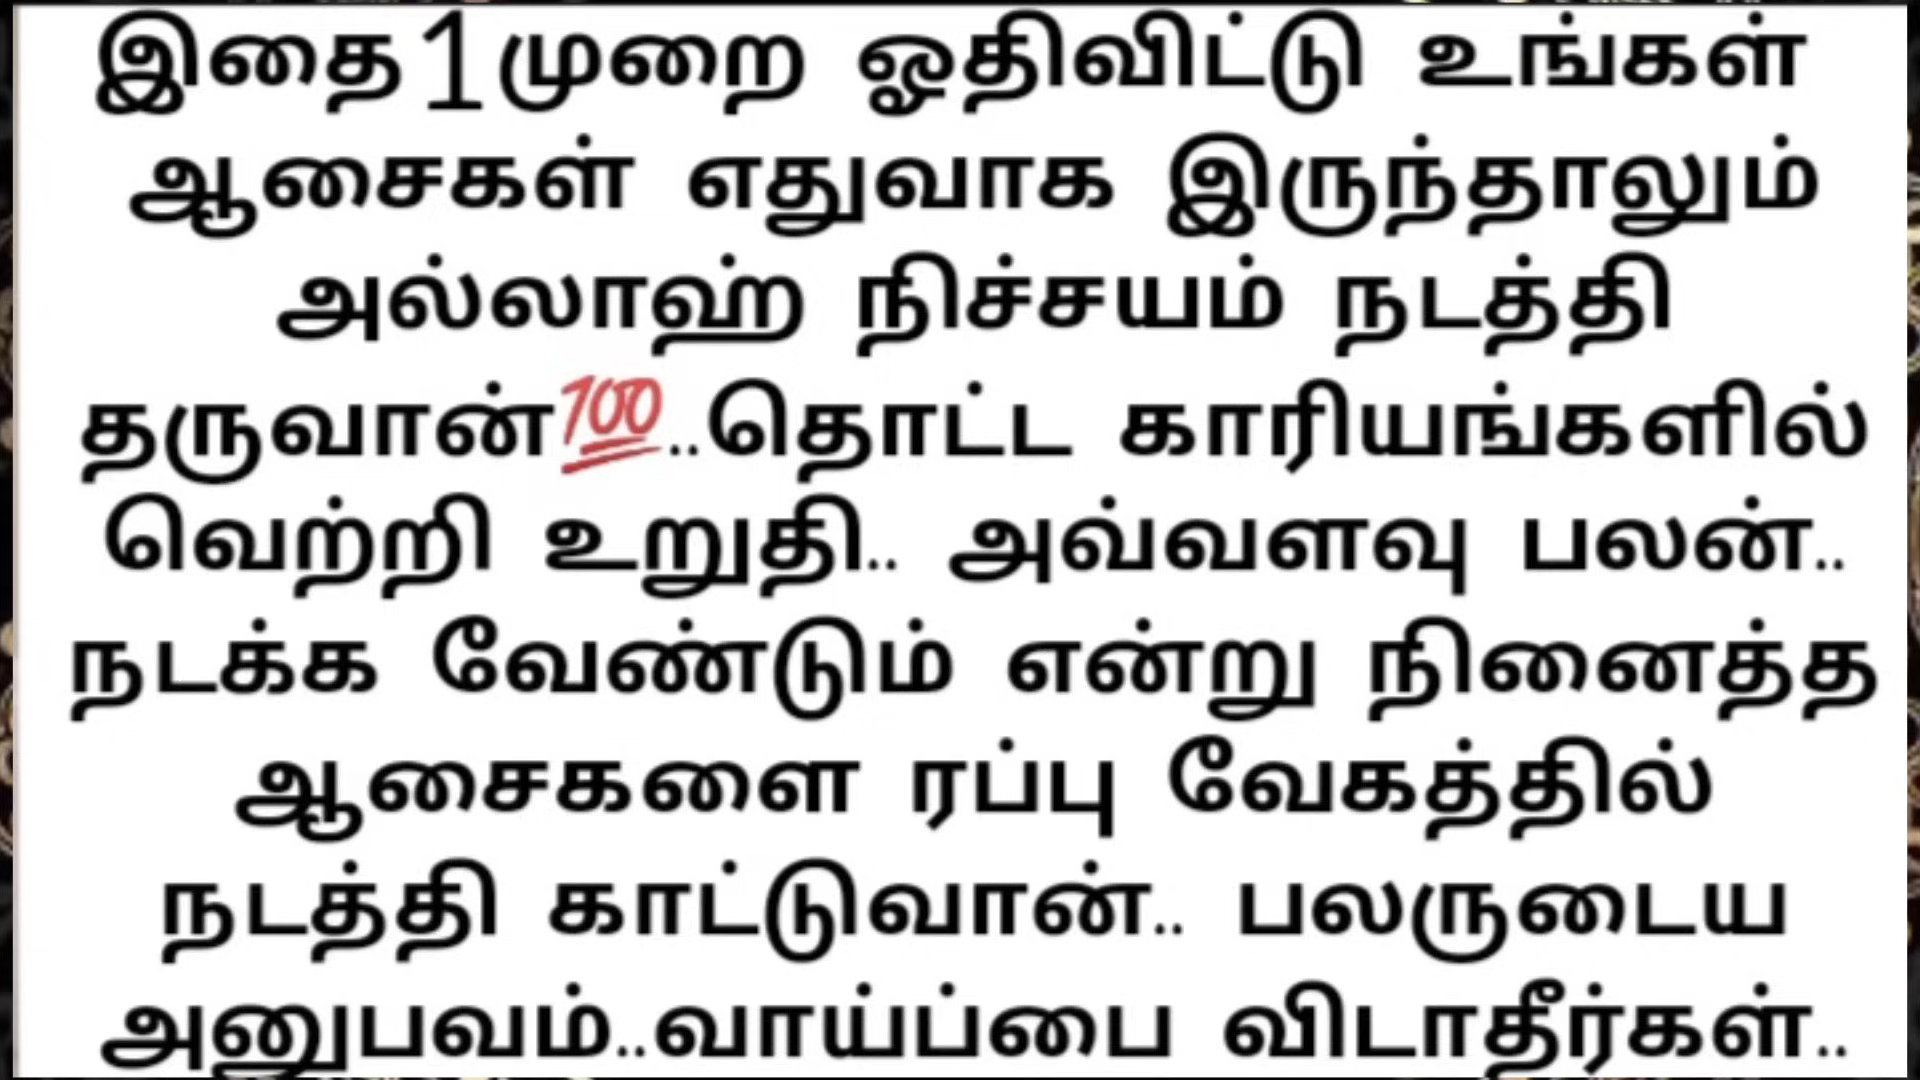 இதை 1 முறை ஓதிவிட்டு உங்கள்
ஆசைகள் எதுவாக இருந்தாலும்
அல்லாஹ் நிச்சயம் நடத்தி
தருவான்💯..தொட்ட காரியங்களில்
வெற்றி உறுதி.. அவ்வளவு பலன்..
நடக்க வேண்டும் என்று நினைத்த
ஆசைகளை ரப்பு வேகத்தில்
நடத்தி காட்டுவான்.. பலருடைய
அனுபவம்..வாய்ப்பை விடாதீர்கள்..